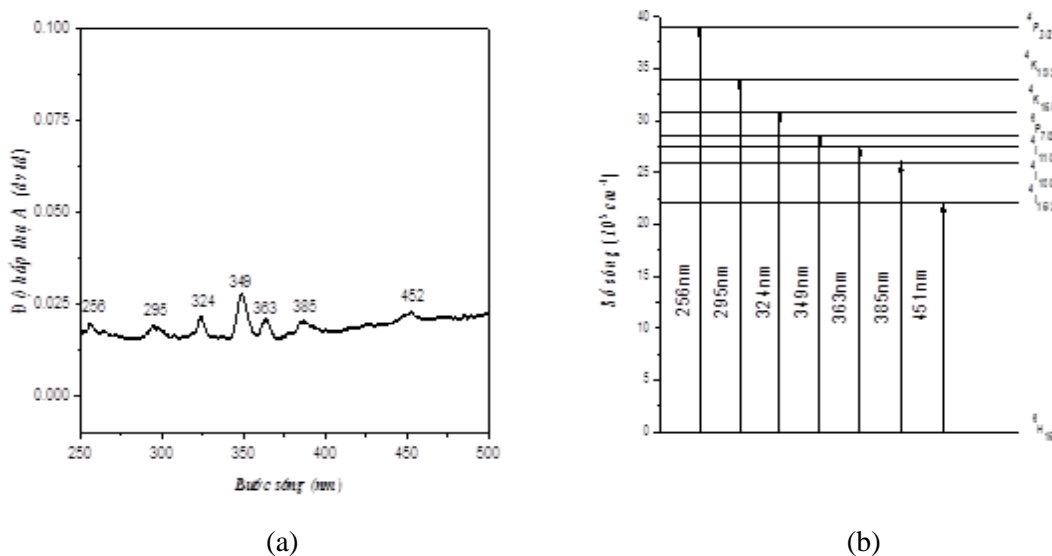 0.100
0.075
0.050
0.025
0.000
Độ hấp thụ A (dvtd)
256
295
324
349
363
385
452
250
300
350
400
450
500
Bước sóng (nm)
(a)
40
35
30
25
20
15
10
5
0
Số sóng (10³ cm⁻¹)
256nm
295nm
324nm
349nm
363nm
385nm
451nm
(b)